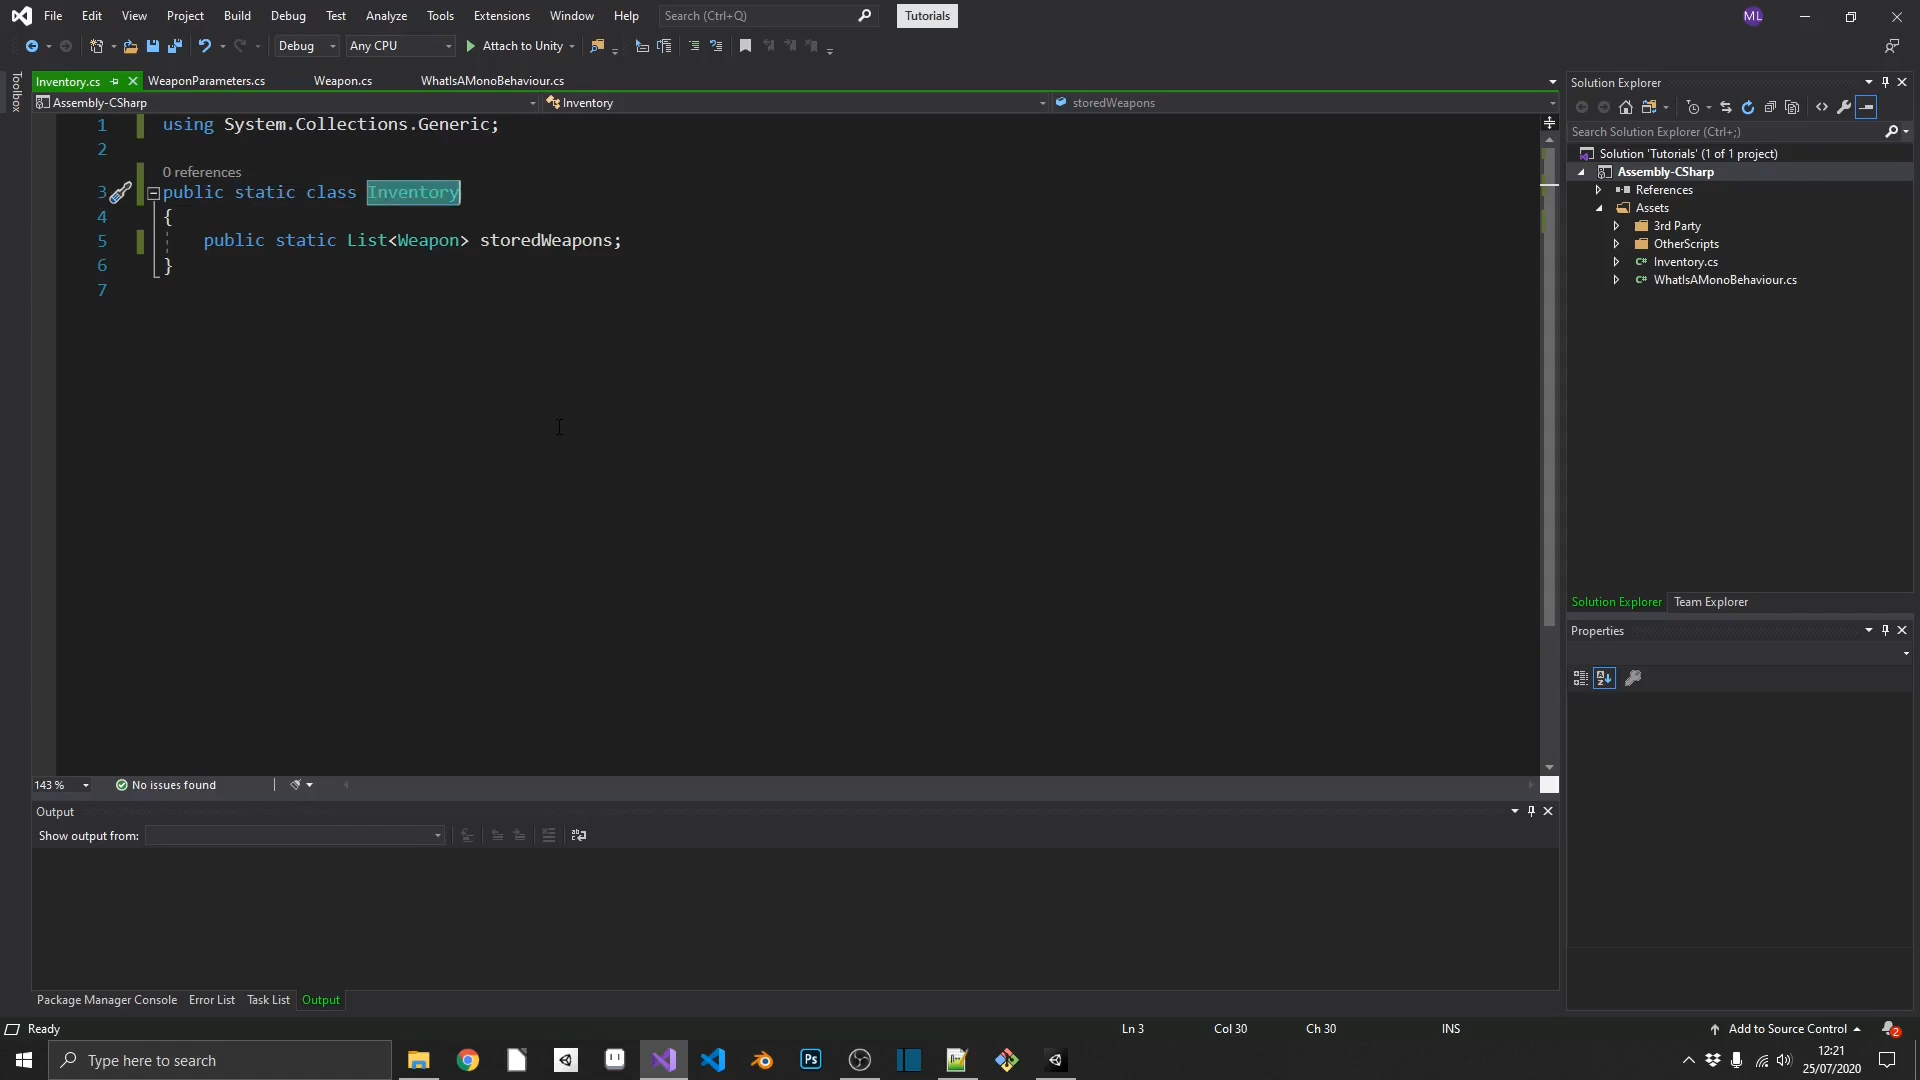 File Edit View Project Build Debug Test Analyze Tools Extensions Window Help Search (Ctrl+Q) Tutorials ML
Debug Any CPU Attach to Unity
Toolbox
Inventory.cs WeaponParameters.cs Weapon.cs WhatIsAMonoBehaviour.cs
Assembly-CSharp Inventory storedWeapons
1 using System.Collections.Generic;
2
0 references
3 public static class Inventory
4 {
5 public static List<Weapon> storedWeapons;
6 }
7
143 % No issues found
Output
Show output from:
Package Manager Console Error List Task List Output
Solution Explorer
Search Solution Explorer (Ctrl+;)
Solution 'Tutorials' (1 of 1 project)
Assembly-CSharp
References
Assets
3rd Party
OtherScripts
C# Inventory.cs
C# WhatIsAMonoBehaviour.cs
Solution Explorer Team Explorer
Properties
Ready Ln 3 Col 30 Ch 30 INS Add to Source Control 2
Type here to search Ps 12:21
25/07/2020